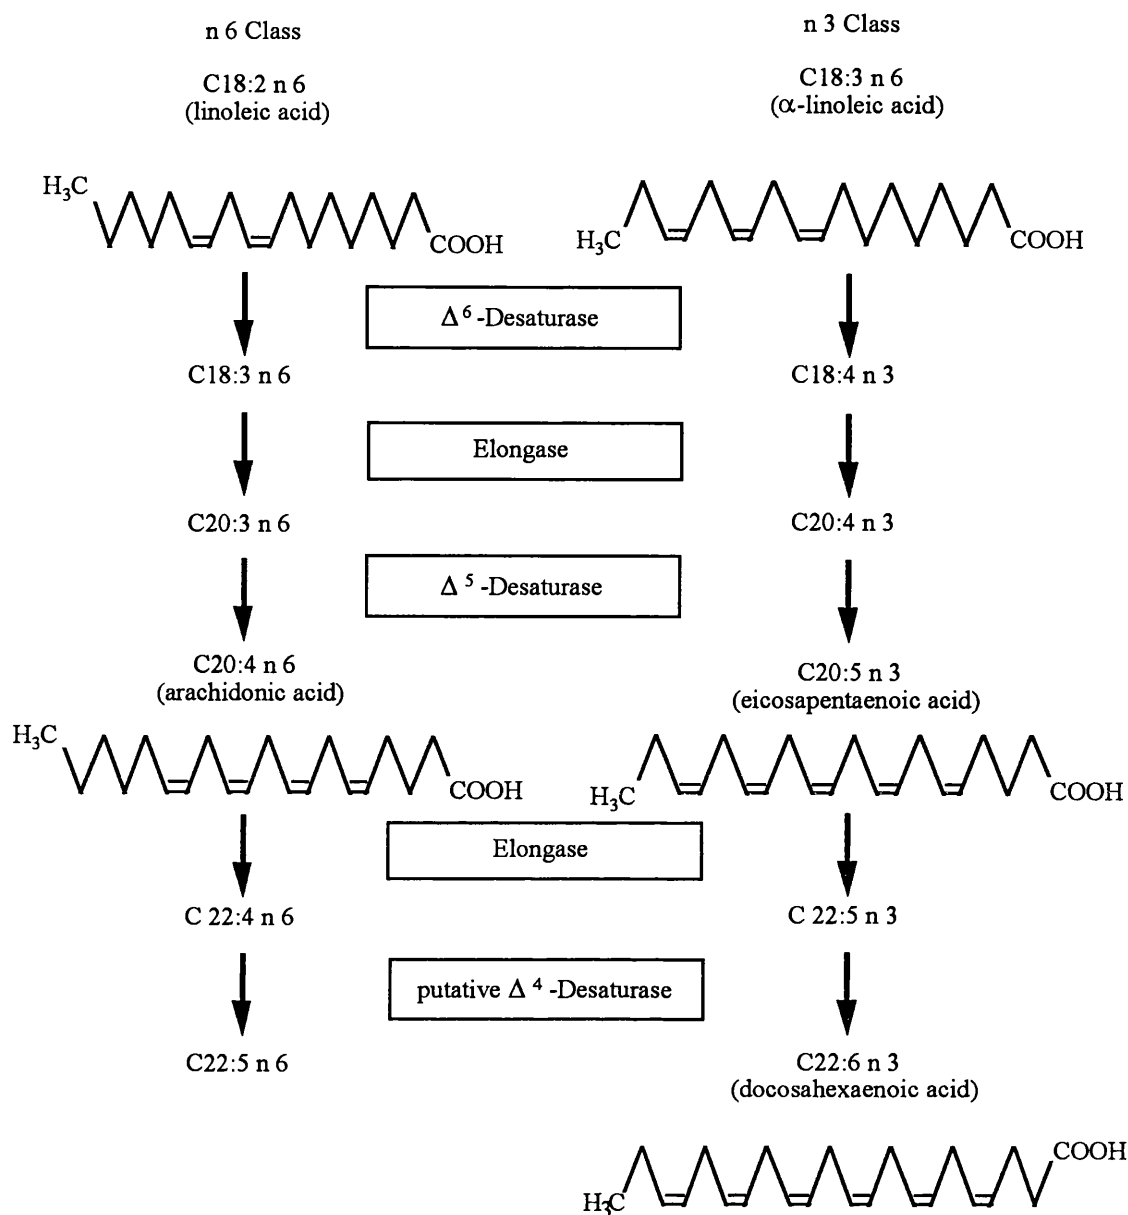 n 6 Class
n 3 Class
C18:2 n 6
(linoleic acid)
C18:3 n 6
(α-linoleic acid)
H₃C
COOH
H₃C
COOH
Δ⁶-Desaturase
C18:3 n 6
C18:4 n 3
Elongase
C20:3 n 6
C20:4 n 3
Δ⁵-Desaturase
C20:4 n 6
(arachidonic acid)
C20:5 n 3
(eicosapentaenoic acid)
H₃C
COOH
H₃C
COOH
Elongase
C 22:4 n 6
C 22:5 n 3
putative Δ⁴-Desaturase
C22:5 n 6
C22:6 n 3
(docosahexaenoic acid)
COOH
H₃C